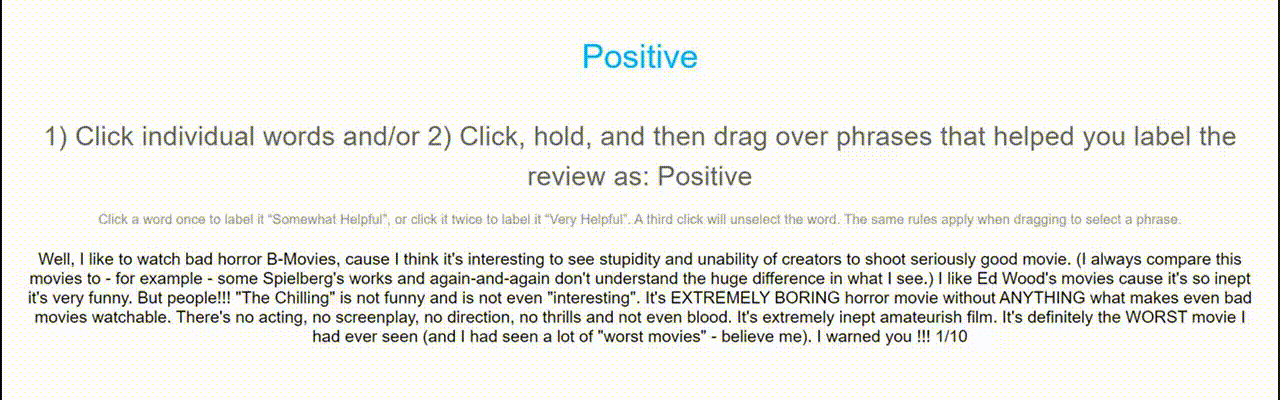 Positive
1) Click individual words and/or 2) Click, hold, and then drag over phrases that helped you label the
review as: Positive
Click a word once to label it "Somewhat Helpful", or click it twice to label it "Very Helpful". A third click will unselect the word. The same rules apply when dragging to select a phrase.
Well, I like to watch bad horror B-Movies, cause I think it's interesting to see stupidity and unability of creators to shoot seriously good movie. (I always compare this
movies to - for example - some Spielberg's works and again-and-again don't understand the huge difference in what I see.) I like Ed Wood's movies cause it's so inept
it's very funny. But people!!! "The Chilling" is not funny and is not even "interesting". It's EXTREMELY BORING horror movie without ANYTHING what makes even bad
movies watchable. There's no acting, no screenplay, no direction, no thrills and not even blood. It's extremely inept amateurish film. It's definitely the WORST movie I
had ever seen (and I had seen a lot of "worst movies" - believe me). I warned you !!! 1/10